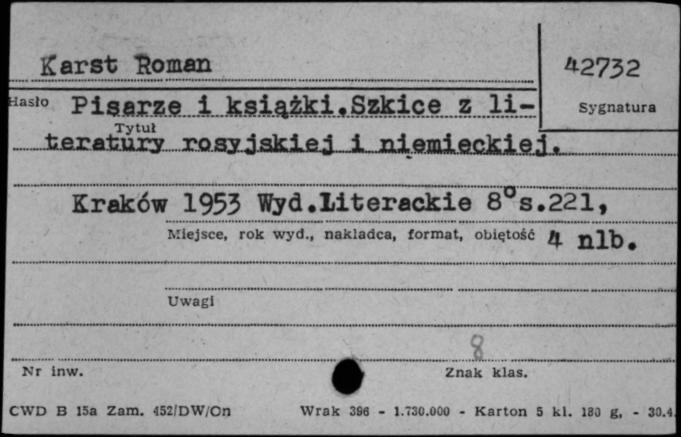 Karst Roman
42732
Hasło Pisarze i książki.Szkice z li-
Sygnatura
Tytuł
teratury rosyjskiej i niemieckiej.
Kraków 1953 Wyd.Literackie 8°s.221,
Miejsce, rok wyd., nakładca, format, objętość 4 nlb.
Uwagi
8
Nr inw.
Znak klas.
CWD B 15a Zam. 452/DW/On Wrak 396 - 1.730.000 - Karton 5 kl. 180 g, - 30.4